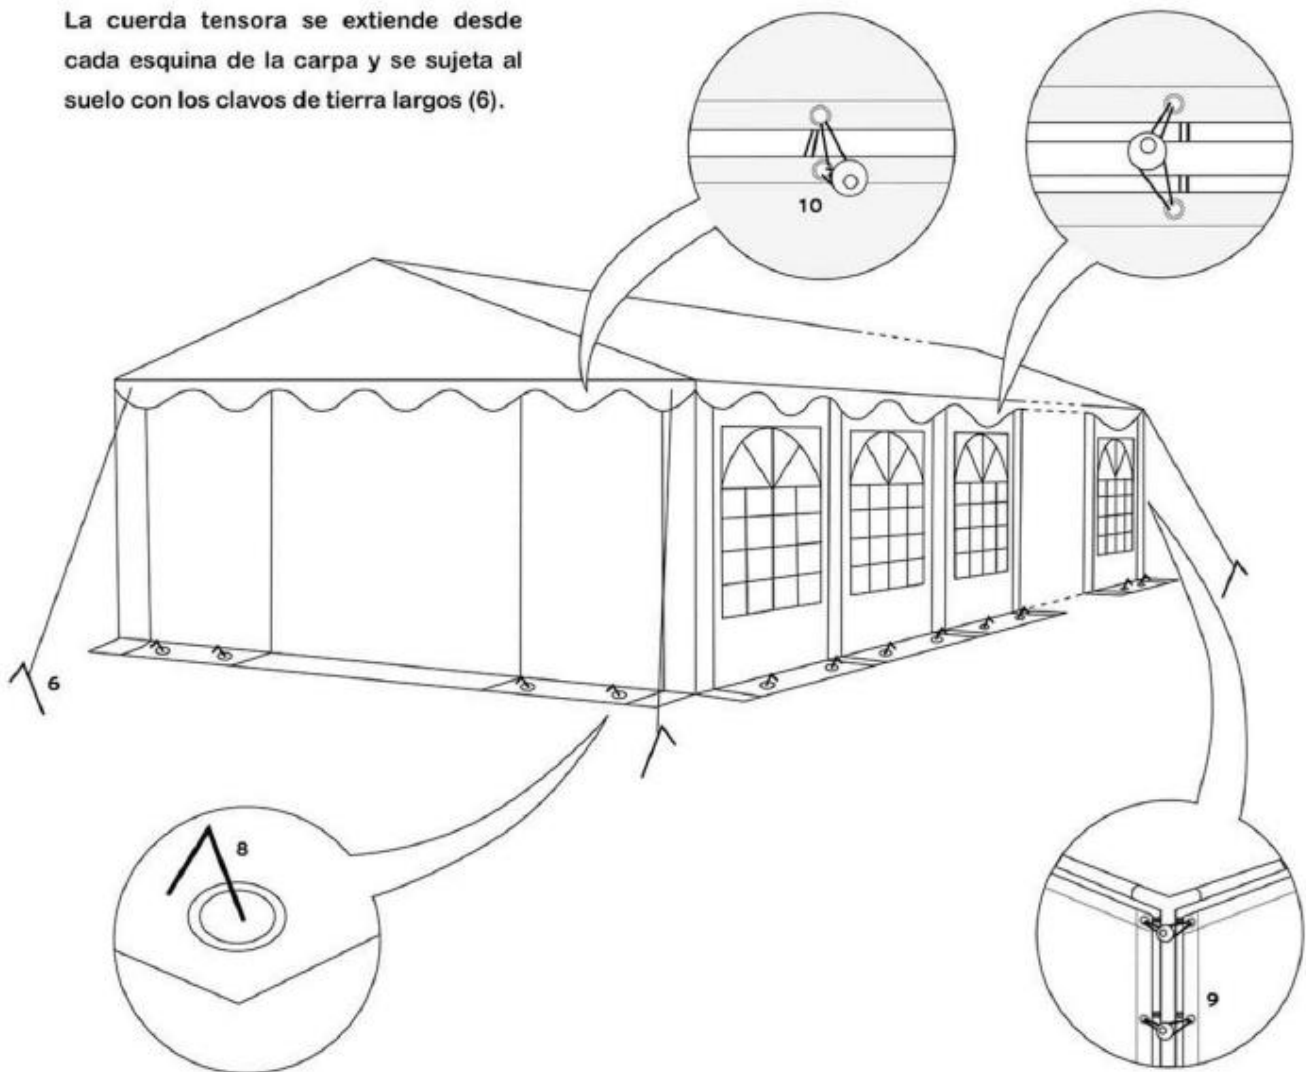 La cuerda tensora se extiende desde
cada esquina de la carpa y se sujeta al
suelo con los clavos de tierra largos (6).
10
6
8
9